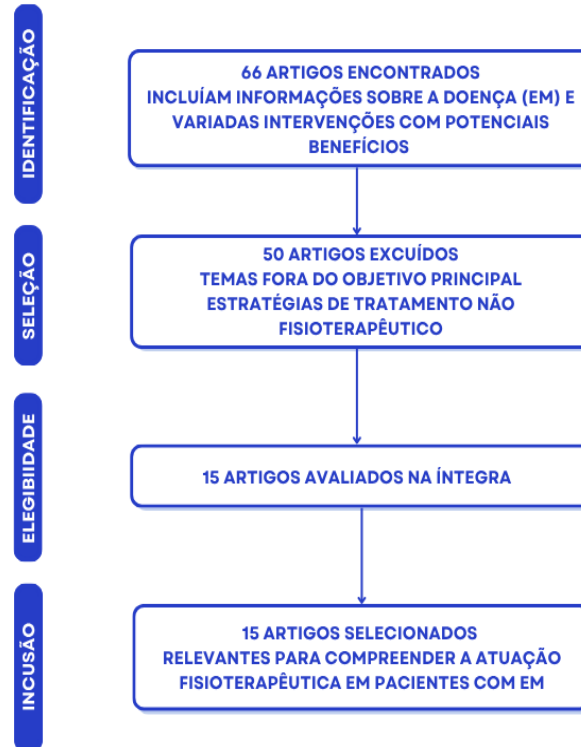 IDENTIFICAÇÃO
66 ARTIGOS ENCONTRADOS
INCLUÍAM INFORMAÇÕES SOBRE A DOENÇA (EM) E
VARIADAS INTERVENÇÕES COM POTENCIAIS
BENEFÍCIOS
SELEÇÃO
50 ARTIGOS EXCUÍDOS
TEMAS FORA DO OBJETIVO PRINCIPAL
ESTRATÉGIAS DE TRATAMENTO NÃO
FISIOTERAPÊUTICO
ELEGIBIIDADE
15 ARTIGOS AVALIADOS NA ÍNTEGRA
INCUSÃO
15 ARTIGOS SELECIONADOS
RELEVANTES PARA COMPREENDER A ATUAÇÃO
FISIOTERAPÊUTICA EM PACIENTES COM EM